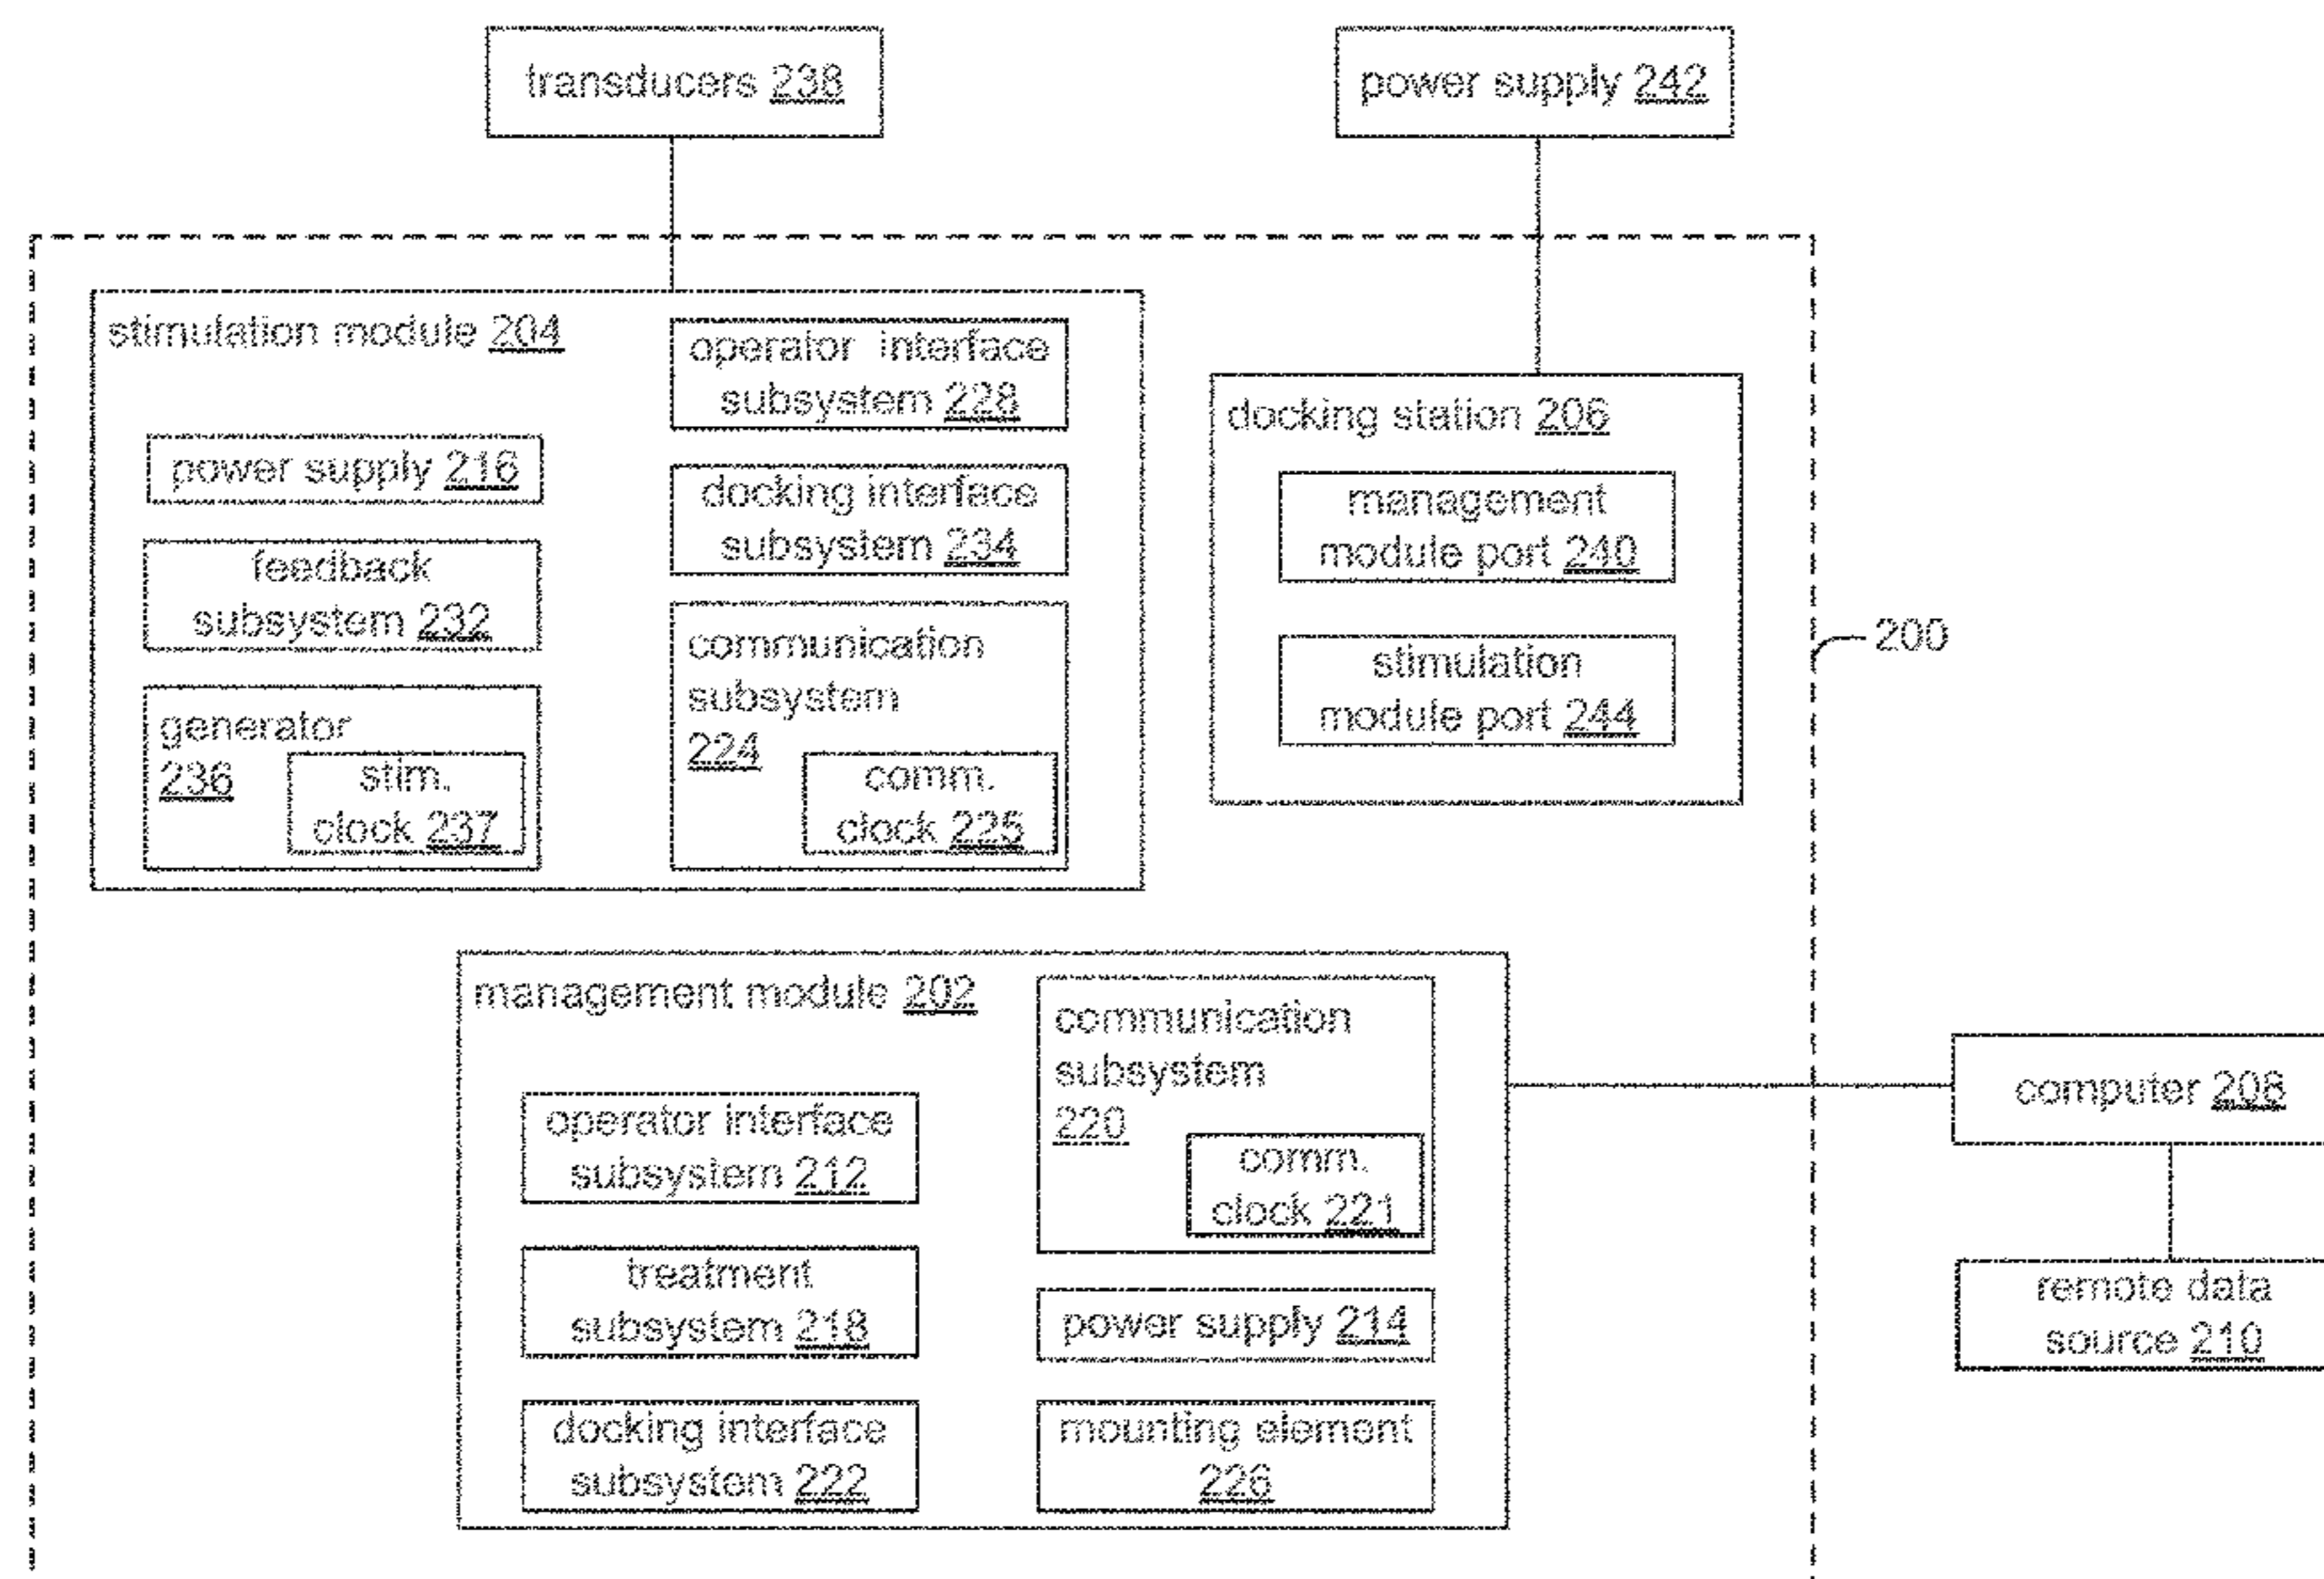 transducers 238
power supply 242
stimulation module 204
operator interface
subsystem 228
power supply 216
docking interface
subsystem 234
feedback
subsystem 232
communication
subsystem
224
comm.
clock 225
generator
236
stim.
clock 237
docking station 206
management
module port 240
stimulation
module port 244
200
management module 202
communication
subsystem
220
comm.
clock 221
operator interface
subsystem 212
treatment
subsystem 218
power supply 214
docking interface
subsystem 222
mounting element
226
computer 208
remote data
source 210